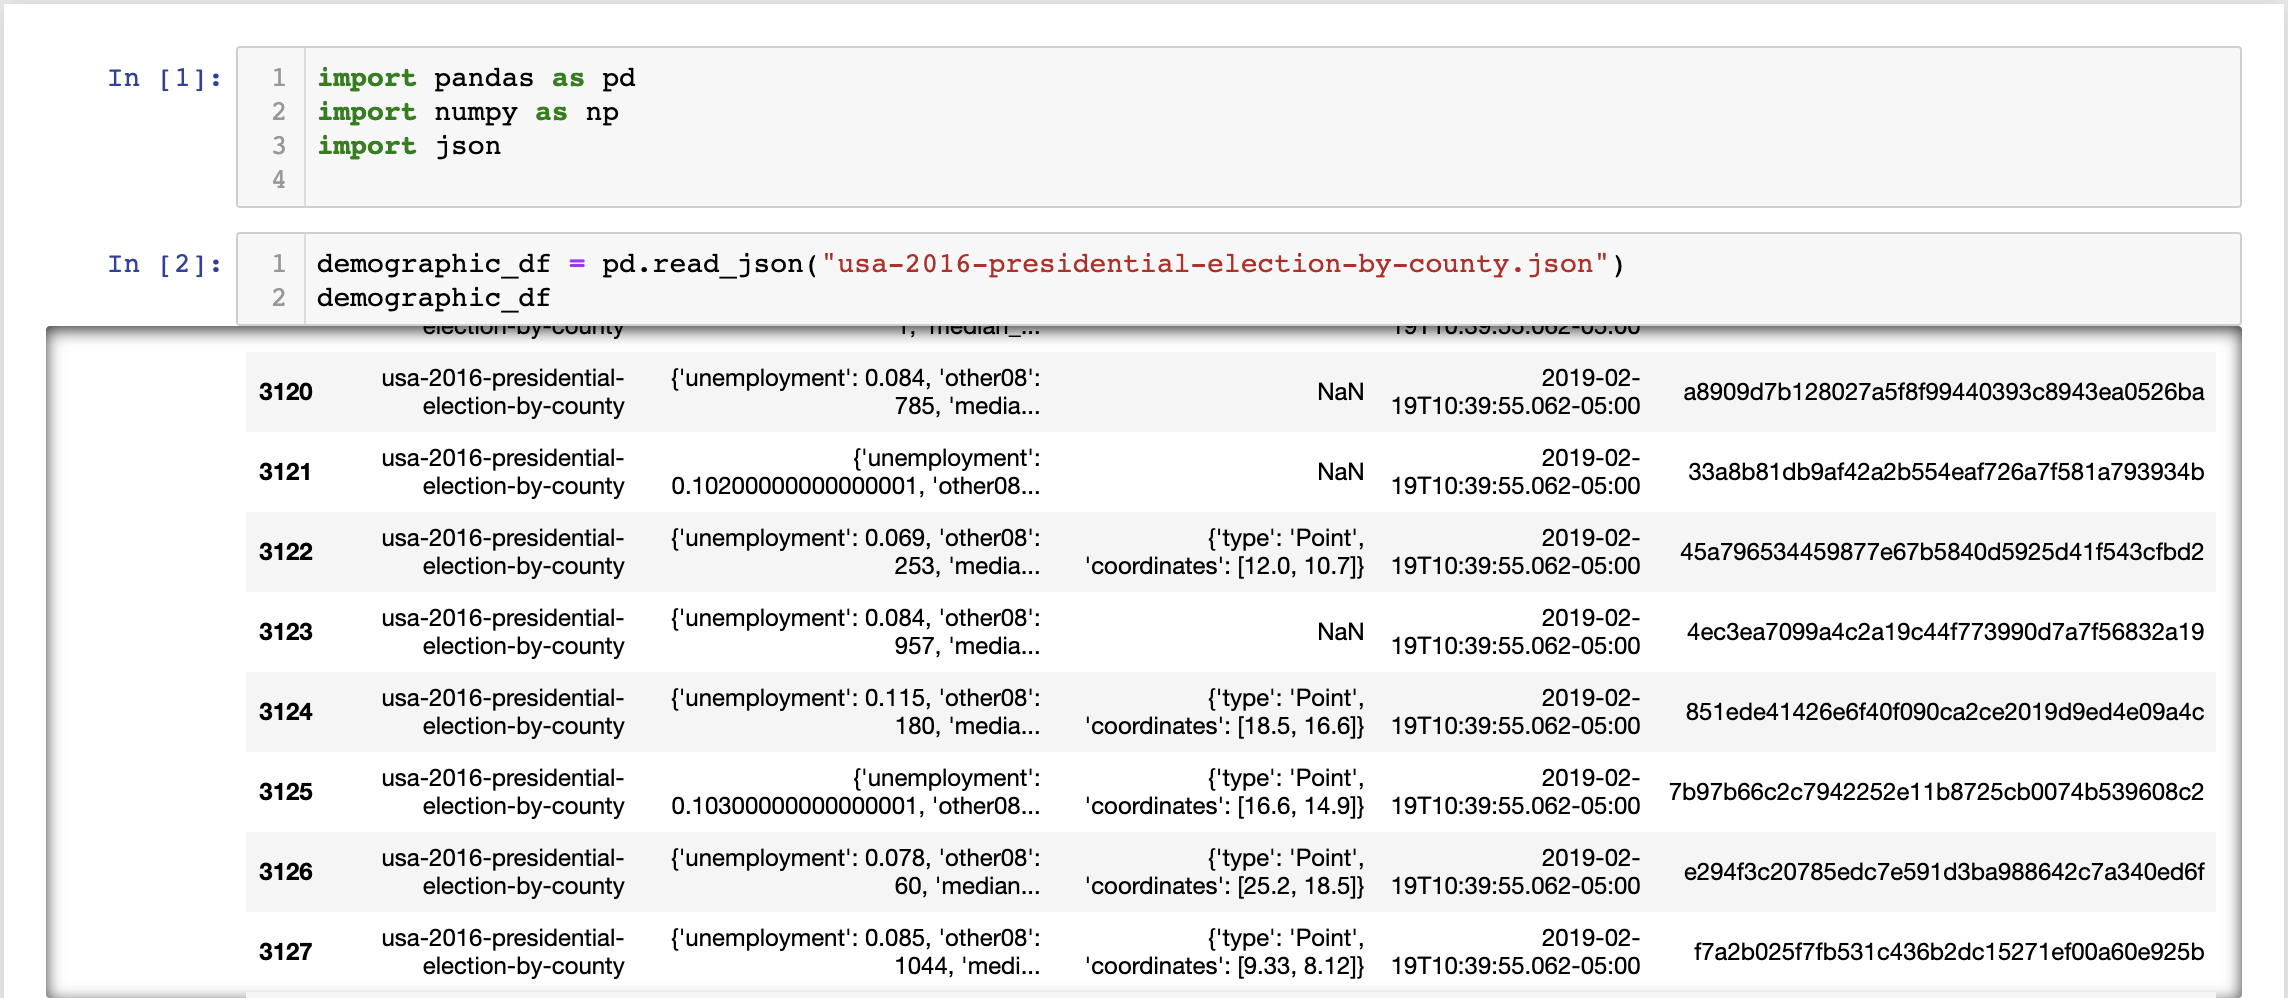 In [1]:
1 import pandas as pd
2 import numpy as np
3 import json
4
In [2]:
1 demographic_df = pd.read_json("usa-2016-presidential-election-by-county.json")
2 demographic_df
election-by-county 1, 'median_... 19T10:39:55.062-05:00
usa-2016-presidential- {'unemployment': 0.084, 'other08': 2019-02-
3120 NaN a8909d7b128027a5f8f99440393c8943ea0526ba
election-by-county 785, 'media... 19T10:39:55.062-05:00
usa-2016-presidential- {'unemployment': 2019-02-
3121 NaN 33a8b81db9af42a2b554eaf726a7f581a793934b
election-by-county 0.10200000000000001, 'other08... 19T10:39:55.062-05:00
usa-2016-presidential- {'unemployment': 0.069, 'other08': {'type': 'Point', 2019-02-
3122 45a796534459877e67b5840d5925d41f543cfbd2
election-by-county 253, 'media... 'coordinates': [12.0, 10.7]} 19T10:39:55.062-05:00
usa-2016-presidential- {'unemployment': 0.084, 'other08': 2019-02-
3123 NaN 4ec3ea7099a4c2a19c44f773990d7a7f56832a19
election-by-county 957, 'media... 19T10:39:55.062-05:00
usa-2016-presidential- {'unemployment': 0.115, 'other08': {'type': 'Point', 2019-02-
3124 851ede41426e6f40f090ca2ce2019d9ed4e09a4c
election-by-county 180, 'media... 'coordinates': [18.5, 16.6]} 19T10:39:55.062-05:00
usa-2016-presidential- {'unemployment': {'type': 'Point', 2019-02-
3125 7b97b66c2c7942252e11b8725cb0074b539608c2
election-by-county 0.10300000000000001, 'other08... 'coordinates': [16.6, 14.9]} 19T10:39:55.062-05:00
usa-2016-presidential- {'unemployment': 0.078, 'other08': {'type': 'Point', 2019-02-
3126 e294f3c20785edc7e591d3ba988642c7a340ed6f
election-by-county 60, 'median... 'coordinates': [25.2, 18.5]} 19T10:39:55.062-05:00
usa-2016-presidential- {'unemployment': 0.085, 'other08': {'type': 'Point', 2019-02-
3127 f7a2b025f7fb531c436b2dc15271ef00a60e925b
election-by-county 1044, 'medi... 'coordinates': [9.33, 8.12]} 19T10:39:55.062-05:00